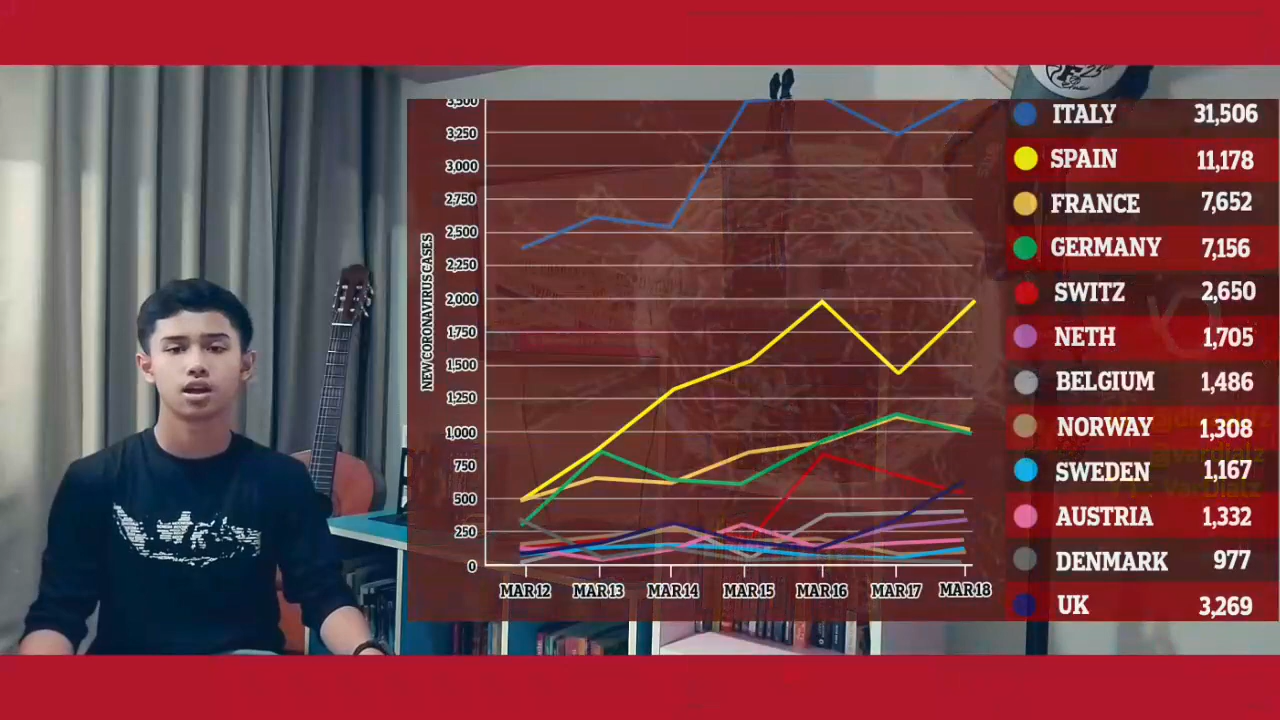 3,500
3,250
3,000
2,750
2,500
2,250
2,000
1,750
1,500
1,250
1,000
750
500
250
0
NEW CORONAVIRUS CASES
MAR 12 MAR 13 MAR 14 MAR 15 MAR 16 MAR 17 MAR 18
ITALY 31,506
SPAIN 11,178
FRANCE 7,652
GERMANY 7,156
SWITZ 2,650
NETH 1,705
BELGIUM 1,486
NORWAY 1,308
SWEDEN 1,167
AUSTRIA 1,332
DENMARK 977
UK 3,269